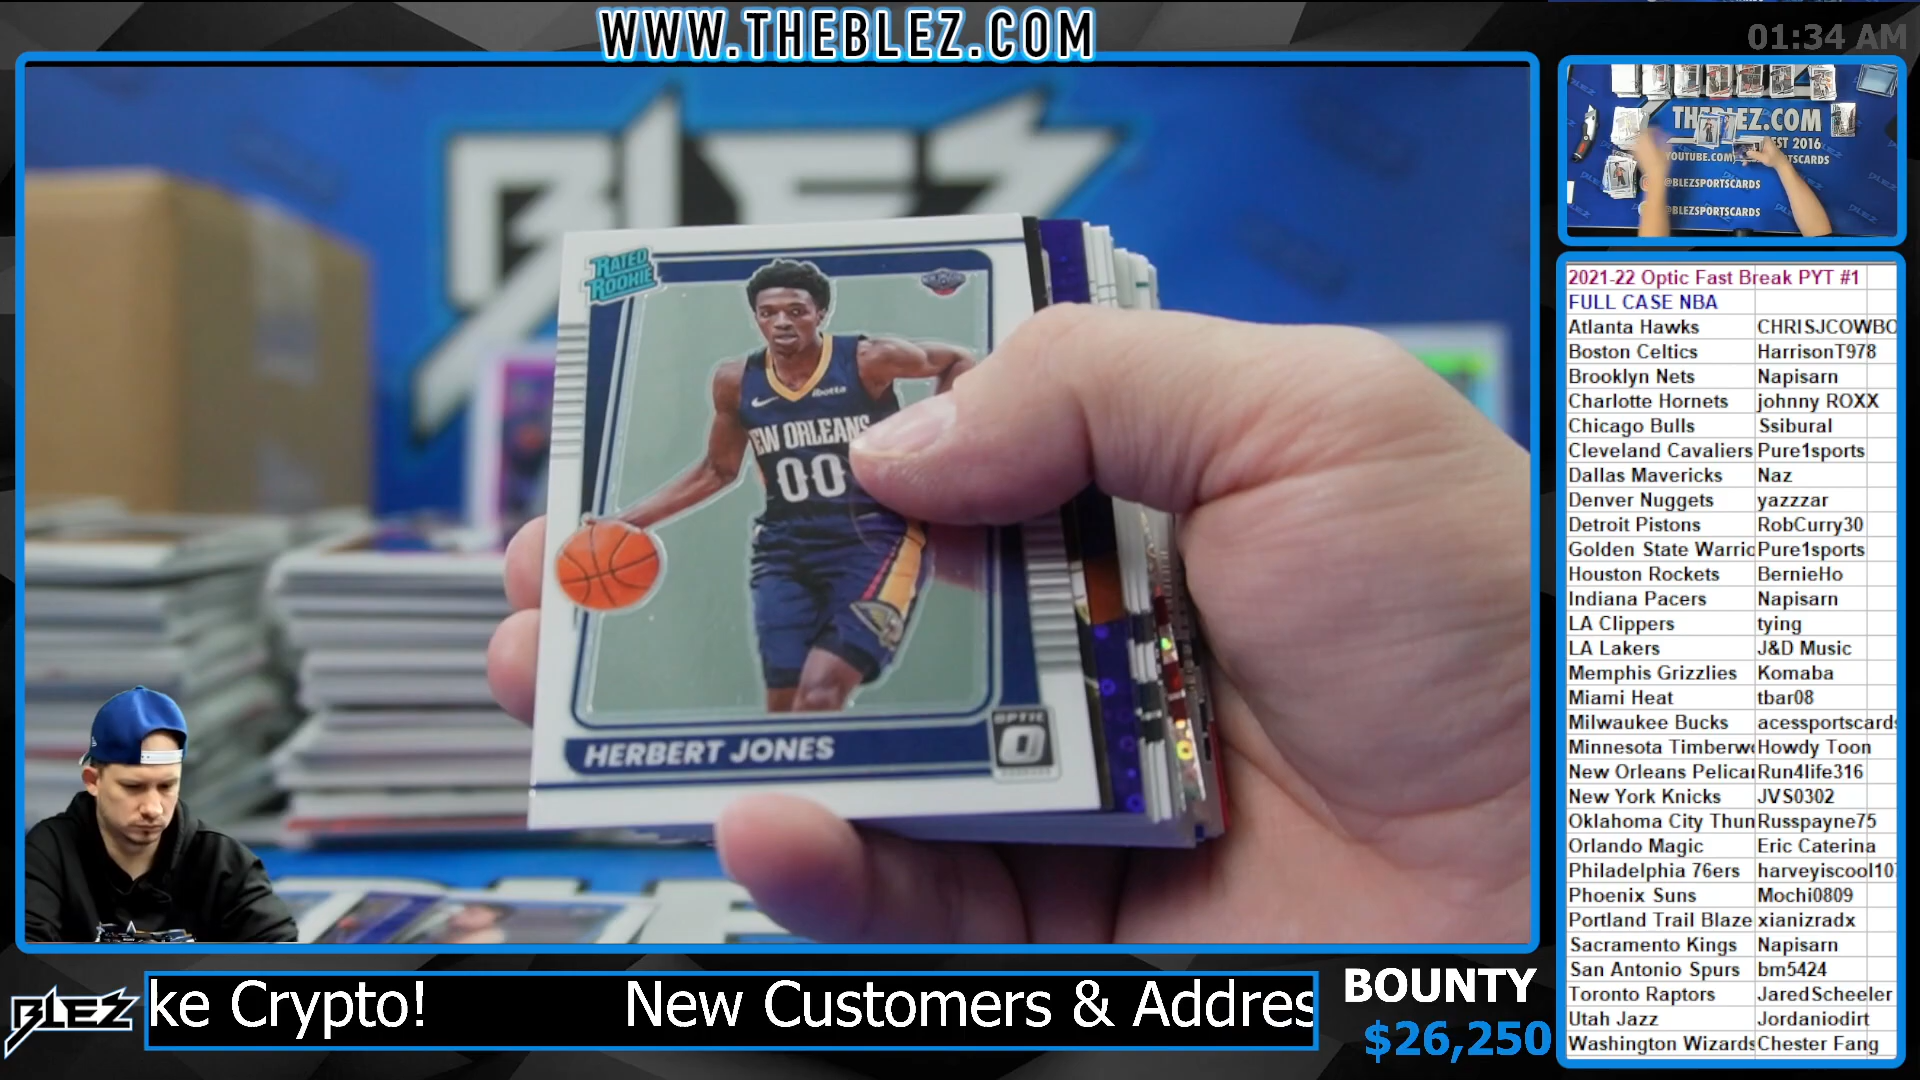 WWW.THEBLEZ.COM
01:34 AM
BLEZ
RATED
ROOKIE
ibotta
NEW ORLEANS
00
HERBERT JONES
OPTIC
THEBLEZ.COM
EST 2016
YOUTUBE.COM
@BLEZSPORTSCARDS
@BLEZSPORTSCARDS
2021-22 Optic Fast Break PYT #1
FULL CASE NBA
Atlanta Hawks CHRISJCOWBO
Boston Celtics HarrisonT978
Brooklyn Nets Napisarn
Charlotte Hornets johnny ROXX
Chicago Bulls Ssibural
Cleveland Cavaliers Pure1sports
Dallas Mavericks Naz
Denver Nuggets yazzzar
Detroit Pistons RobCurry30
Golden State Warric Pure1sports
Houston Rockets BernieHo
Indiana Pacers Napisarn
LA Clippers tying
LA Lakers J&D Music
Memphis Grizzlies Komaba
Miami Heat tbar08
Milwaukee Bucks acessportscards
Minnesota Timberw Howdy Toon
New Orleans Pelica Run4life316
New York Knicks JVS0302
Oklahoma City Thun Russpayne75
Orlando Magic Eric Caterina
Philadelphia 76ers harveyiscool10
Phoenix Suns Mochi0809
Portland Trail Blaze xianizradx
Sacramento Kings Napisarn
San Antonio Spurs bm5424
Toronto Raptors JaredScheeler
Utah Jazz Jordaniodirt
Washington Wizards Chester Fang
BLEZ
ke Crypto! New Customers & Addres
BOUNTY
$26,250